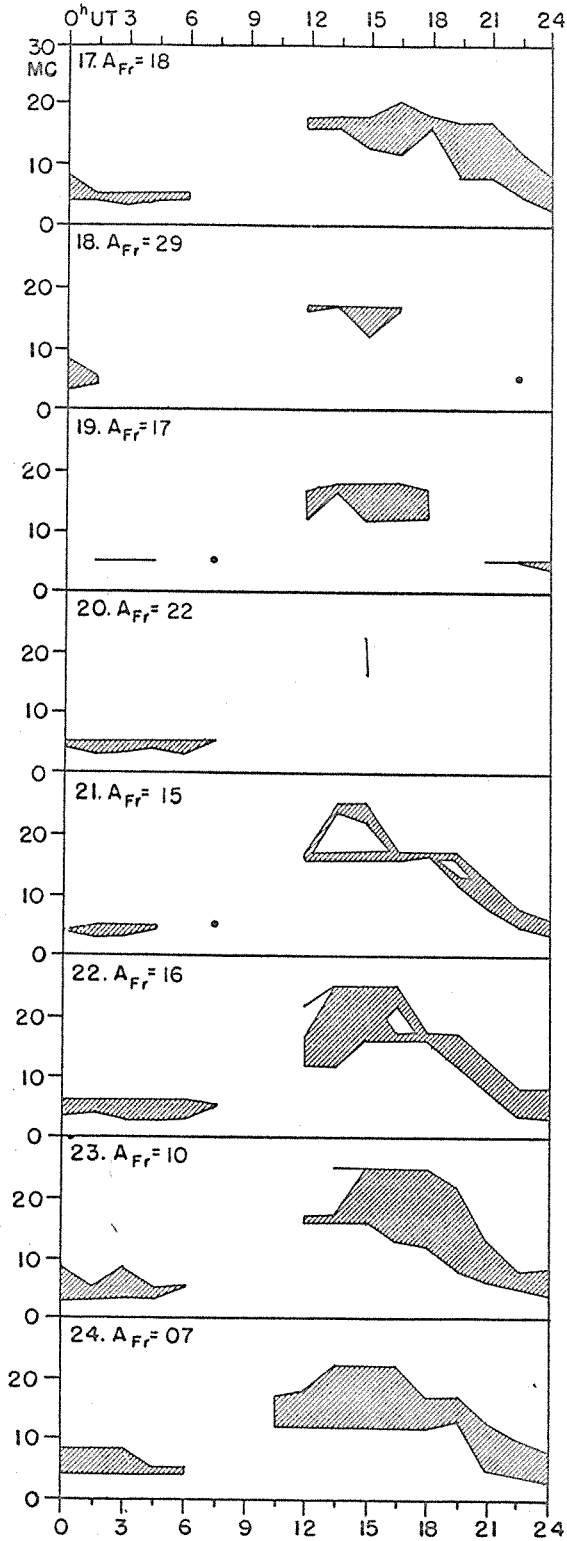 0ʰ UT 3 6 9 12 15 18 21 24
30
MC
17. A_Fr = 18
20
10
0
18. A_Fr = 29
20
10
0
19. A_Fr = 17
20
10
0
20. A_Fr = 22
20
10
0
21. A_Fr = 15
20
10
0
22. A_Fr = 16
20
10
0
23. A_Fr = 10
20
10
0
24. A_Fr = 07
20
10
0
0 3 6 9 12 15 18 21 24